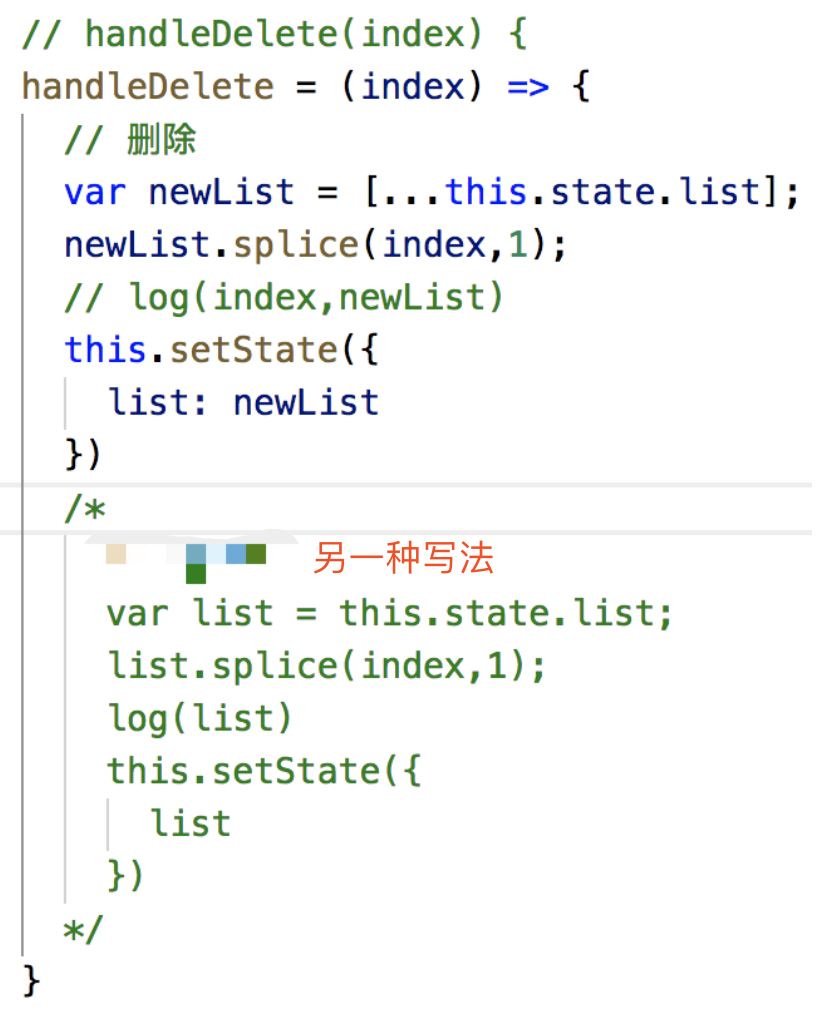 // handleDelete(index) {
handleDelete = (index) => {
// 删除
var newList = [...this.state.list];
newList.splice(index,1);
// log(index,newList)
this.setState({
list: newList
})
/*
另一种写法
var list = this.state.list;
list.splice(index,1);
log(list)
this.setState({
list
})
*/
}